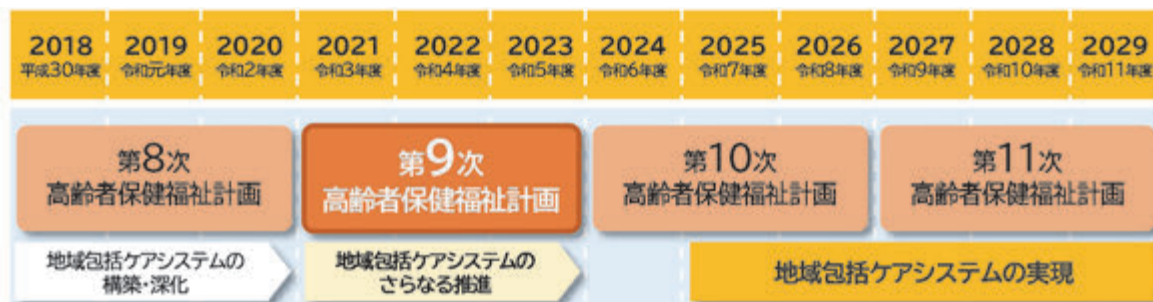 2018 2019 2020 2021 2022 2023 2024 2025 2026 2027 2028 2029
平成30年度 令和元年度 令和2年度 令和3年度 令和4年度 令和5年度 令和6年度 令和7年度 令和8年度 令和9年度 令和10年度 令和11年度
第8次
高齢者保健福祉計画
第9次
高齢者保健福祉計画
第10次
高齢者保健福祉計画
第11次
高齢者保健福祉計画
地域包括ケアシステムの
構築・深化
地域包括ケアシステムの
さらなる推進
地域包括ケアシステムの実現